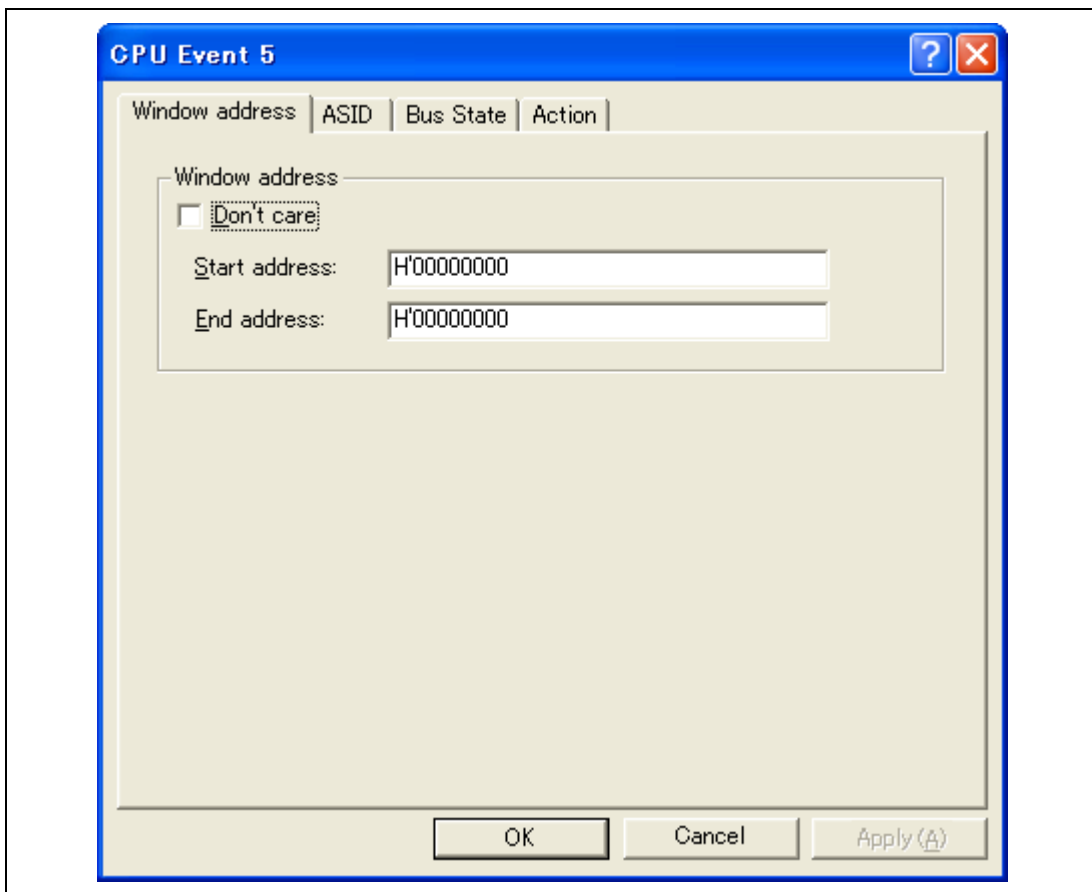 CPU Event 5
Window address ASID Bus State Action
Window address
Don't care
Start address: H'00000000
End address: H'00000000
OK Cancel Apply (A)